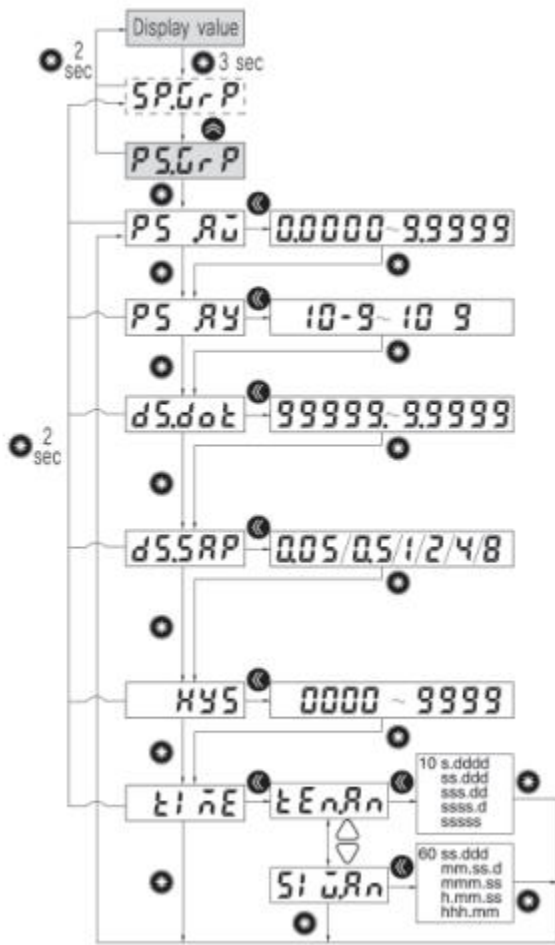 Display value
2
sec
3 sec
SP.GrP
PS.GrP
PS .AŪ 0.0000~9.9999
PS .AY 10-9~10 9
dS.dot 99999.~9.9999
2
sec
dS.SAP 0.05/0.5/1/2/4/8
HYS 0000 ~ 9999
tIñE tEn.An
10 s.dddd
ss.ddd
sss.dd
ssss.d
sssss
SI Ū.An
60 ss.ddd
mm.ss.d
mmm.ss
h.mm.ss
hhh.mm